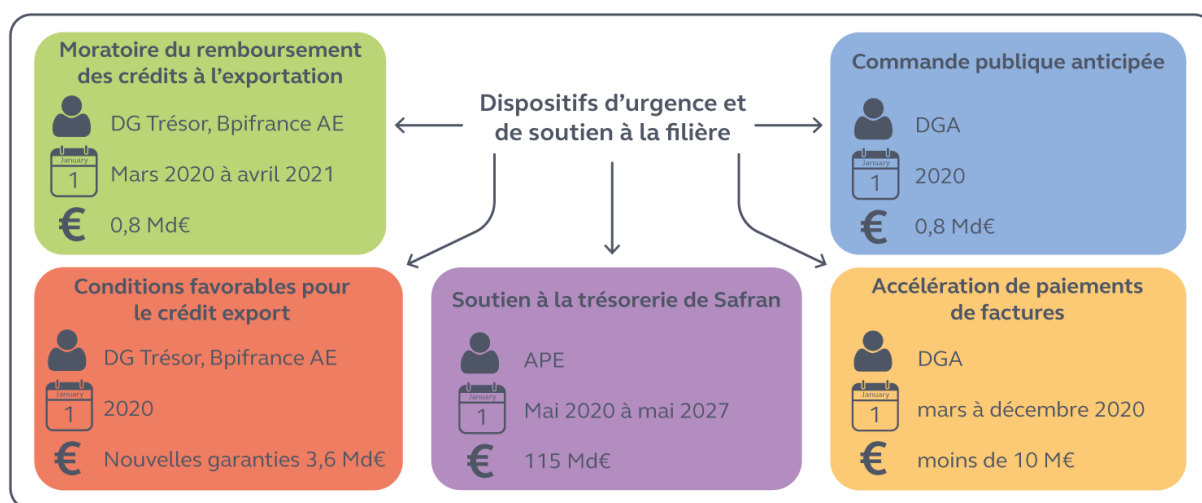 Dispositifs d’urgence et
de soutien à la filière
Moratoire du remboursement
des crédits à l’exportation
DG Trésor, Bpifrance AE
January
1
Mars 2020 à avril 2021
€
0,8 Md€
Commande publique anticipée
DGA
January
1
2020
€
0,8 Md€
Conditions favorables pour
le crédit export
DG Trésor, Bpifrance AE
January
1
2020
€
Nouvelles garanties 3,6 Md€
Soutien à la trésorerie de Safran
APE
January
1
Mai 2020 à mai 2027
€
115 Md€
Accélération de paiements
de factures
DGA
January
1
mars à décembre 2020
€
moins de 10 M€